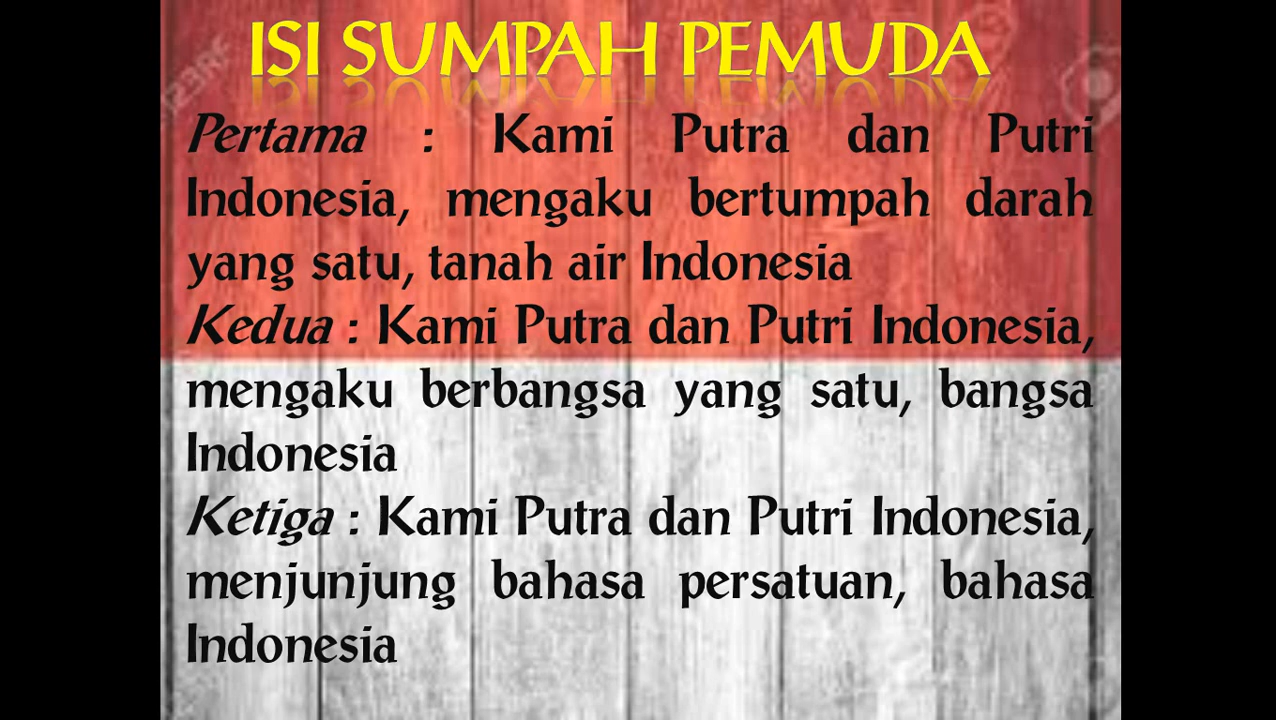 ISI SUMPAH PEMUDA
Pertama : Kami Putra dan Putri
Indonesia, mengaku bertumpah darah
yang satu, tanah air Indonesia
Kedua : Kami Putra dan Putri Indonesia,
mengaku berbangsa yang satu, bangsa
Indonesia
Ketiga : Kami Putra dan Putri Indonesia,
menjunjung bahasa persatuan, bahasa
Indonesia
123RF